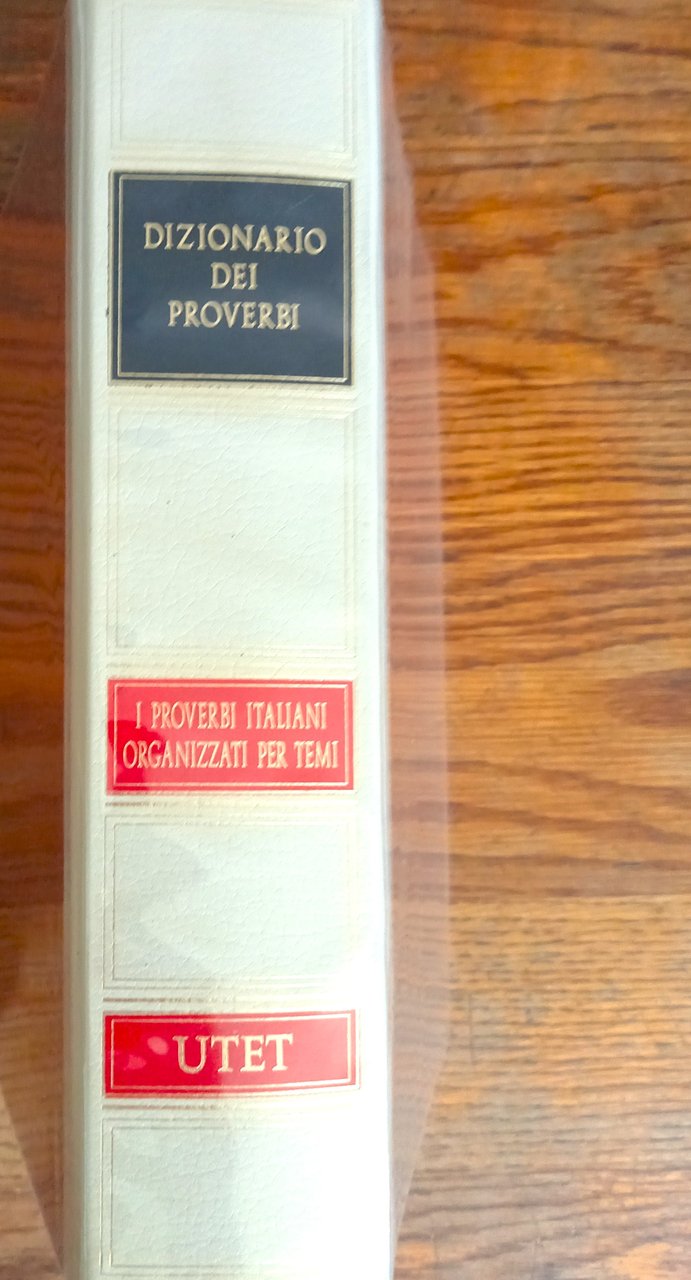 DIZIONARIO
DEI
PROVERBI
I PROVERBI ITALIANI
ORGANIZZATI PER TEMI
UTET